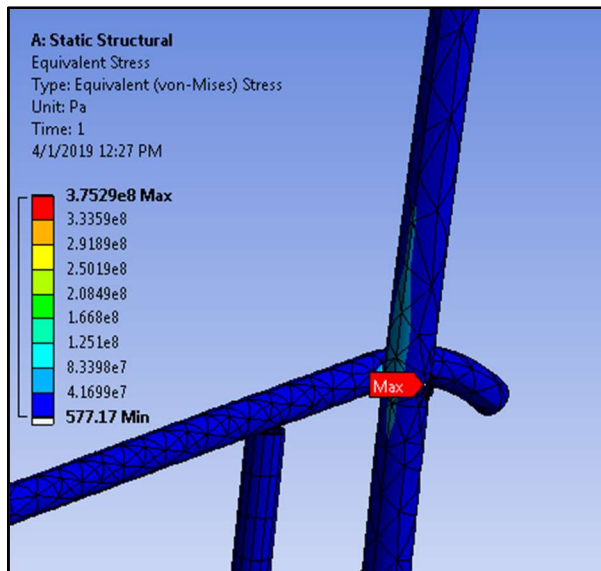 A: Static Structural
Equivalent Stress
Type: Equivalent (von-Mises) Stress
Unit: Pa
Time: 1
4/1/2019 12:27 PM
3.7529e8 Max
3.3359e8
2.9189e8
2.5019e8
2.0849e8
1.668e8
1.251e8
8.3398e7
4.1699e7
577.17 Min
Max